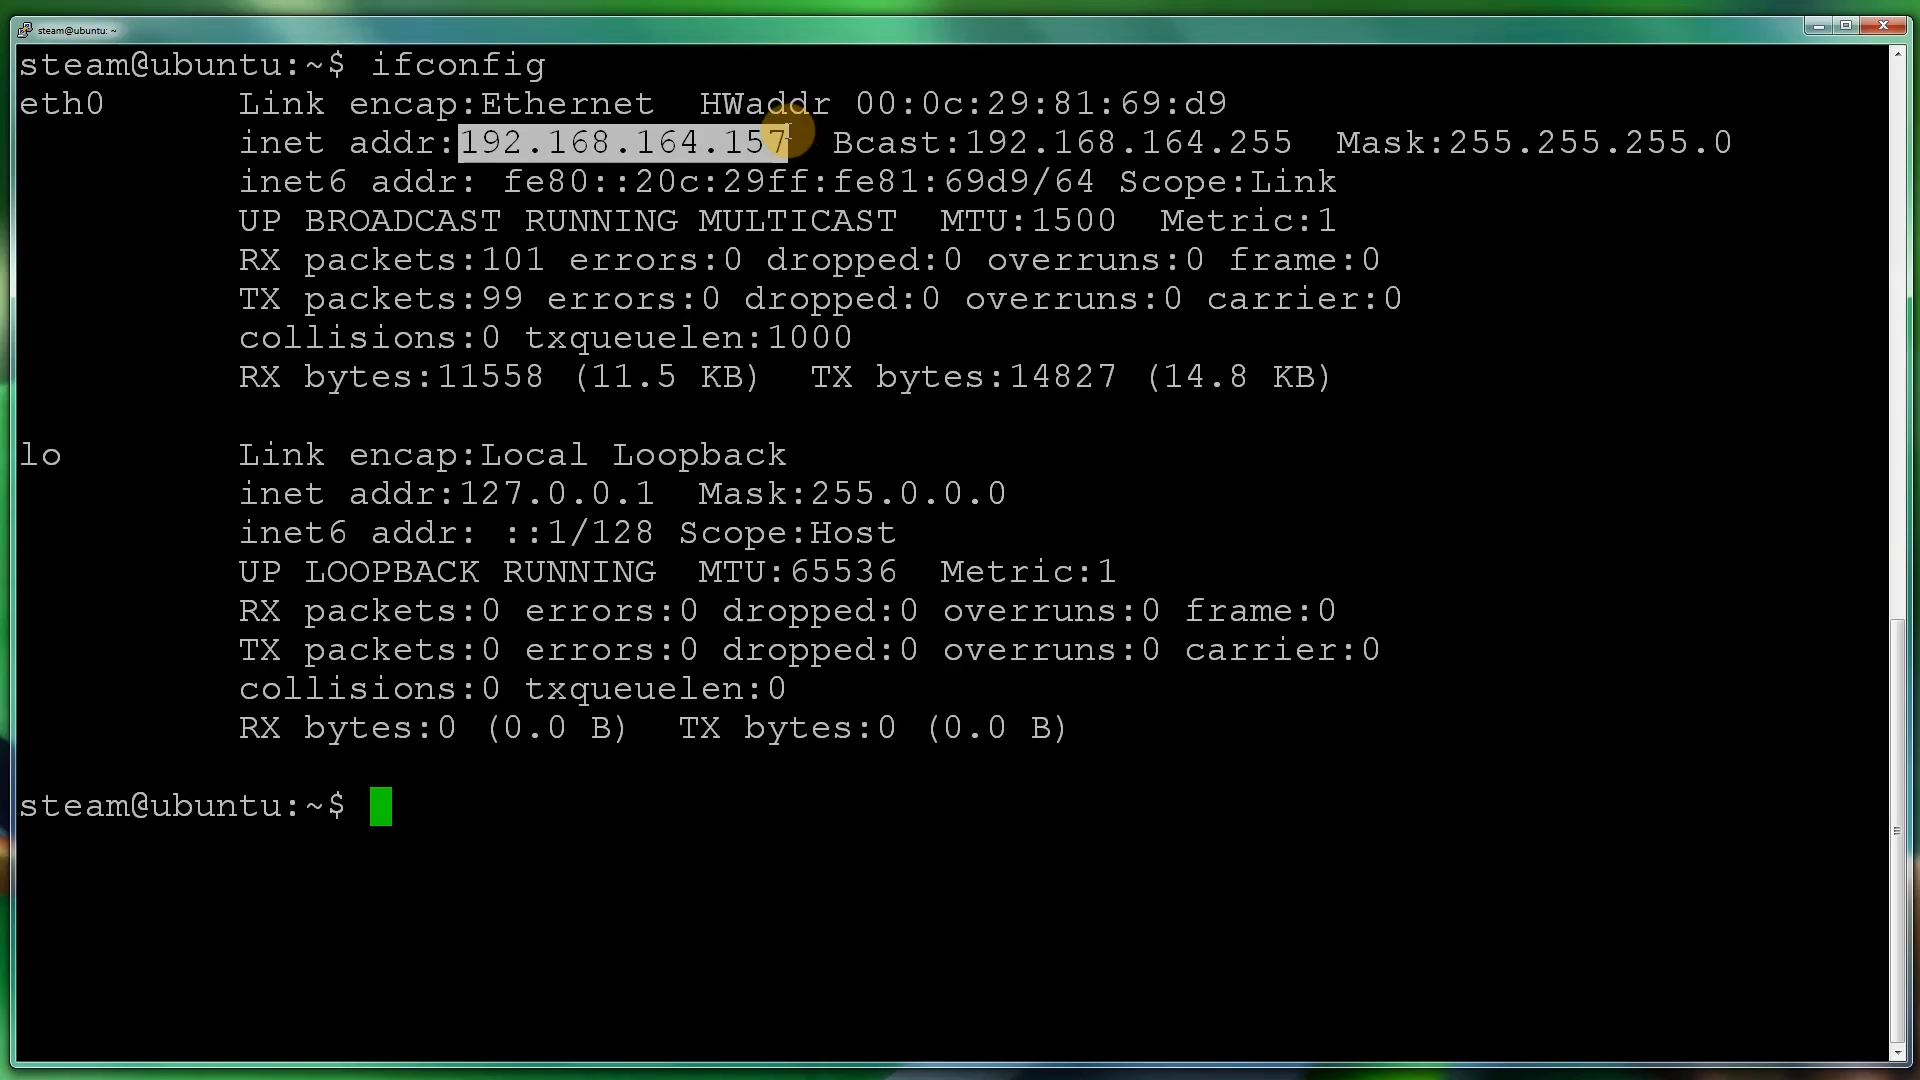 steam@ubuntu: ~
steam@ubuntu:~$ ifconfig
eth0      Link encap:Ethernet  HWaddr 00:0c:29:81:69:d9
          inet addr:192.168.164.157  Bcast:192.168.164.255  Mask:255.255.255.0
          inet6 addr: fe80::20c:29ff:fe81:69d9/64 Scope:Link
          UP BROADCAST RUNNING MULTICAST  MTU:1500  Metric:1
          RX packets:101 errors:0 dropped:0 overruns:0 frame:0
          TX packets:99 errors:0 dropped:0 overruns:0 carrier:0
          collisions:0 txqueuelen:1000
          RX bytes:11558 (11.5 KB)  TX bytes:14827 (14.8 KB)
lo        Link encap:Local Loopback
          inet addr:127.0.0.1  Mask:255.0.0.0
          inet6 addr: ::1/128 Scope:Host
          UP LOOPBACK RUNNING  MTU:65536  Metric:1
          RX packets:0 errors:0 dropped:0 overruns:0 frame:0
          TX packets:0 errors:0 dropped:0 overruns:0 carrier:0
          collisions:0 txqueuelen:0
          RX bytes:0 (0.0 B)  TX bytes:0 (0.0 B)
steam@ubuntu:~$